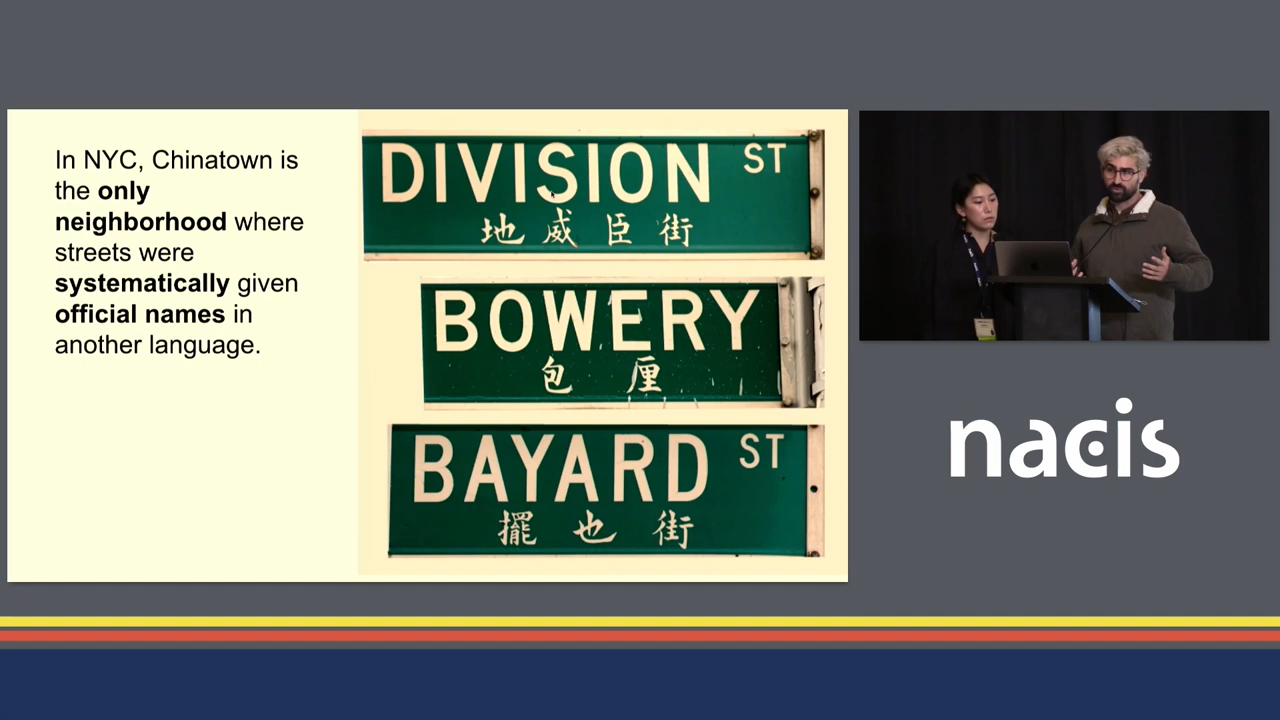 In NYC, Chinatown is
the only
neighborhood where
streets were
systematically given
official names in
another language.
DIVISION ST
地威臣街
BOWERY
包厘
BAYARD ST
擺也街
nacis